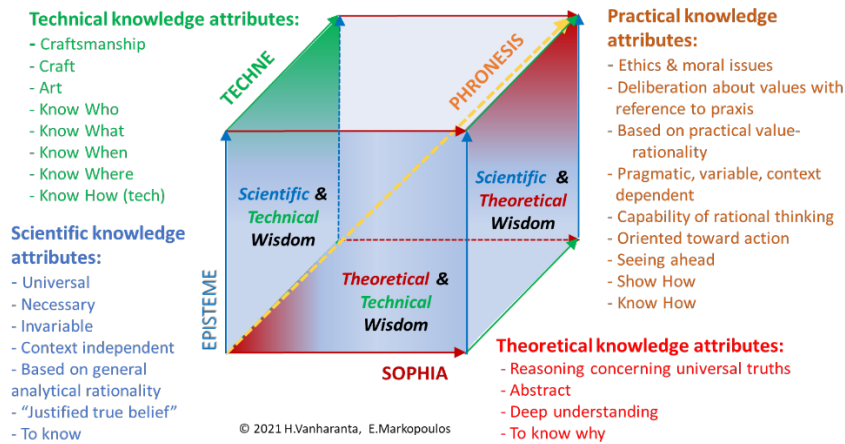 Technical knowledge attributes:
- Craftsmanship
- Craft
- Art
- Know Who
- Know What
- Know When
- Know Where
- Know How (tech)
Scientific knowledge
attributes:
- Universal
- Necessary
- Invariable
- Context independent
- Based on general
analytical rationality
- “Justified true belief”
- To know
TECHNE
PHRONESIS
EPISTEME
SOPHIA
Scientific &
Technical
Wisdom
Scientific &
Theoretical
Wisdom
Theoretical &
Technical
Wisdom
© 2021 H.Vanharanta, E.Markopoulos
Practical knowledge
attributes:
- Ethics & moral issues
- Deliberation about values with
reference to praxis
- Based on practical value-
rationality
- Pragmatic, variable, context
dependent
- Capability of rational thinking
- Oriented toward action
- Seeing ahead
- Show How
- Know How
Theoretical knowledge attributes:
- Reasoning concerning universal truths
- Abstract
- Deep understanding
- To know why